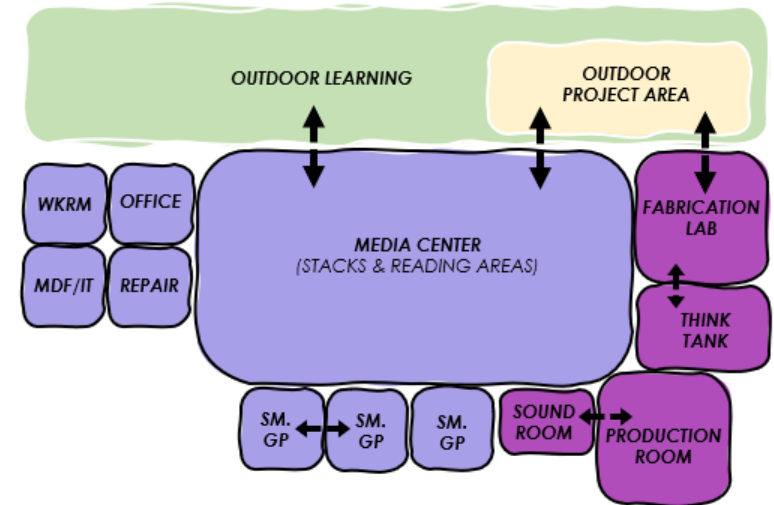 OUTDOOR LEARNING
OUTDOOR
PROJECT AREA
WKRM
OFFICE
MDF/IT
REPAIR
MEDIA CENTER
(STACKS & READING AREAS)
FABRICATION
LAB
THINK
TANK
SM.
GP
SM.
GP
SM.
GP
SOUND
ROOM
PRODUCTION
ROOM